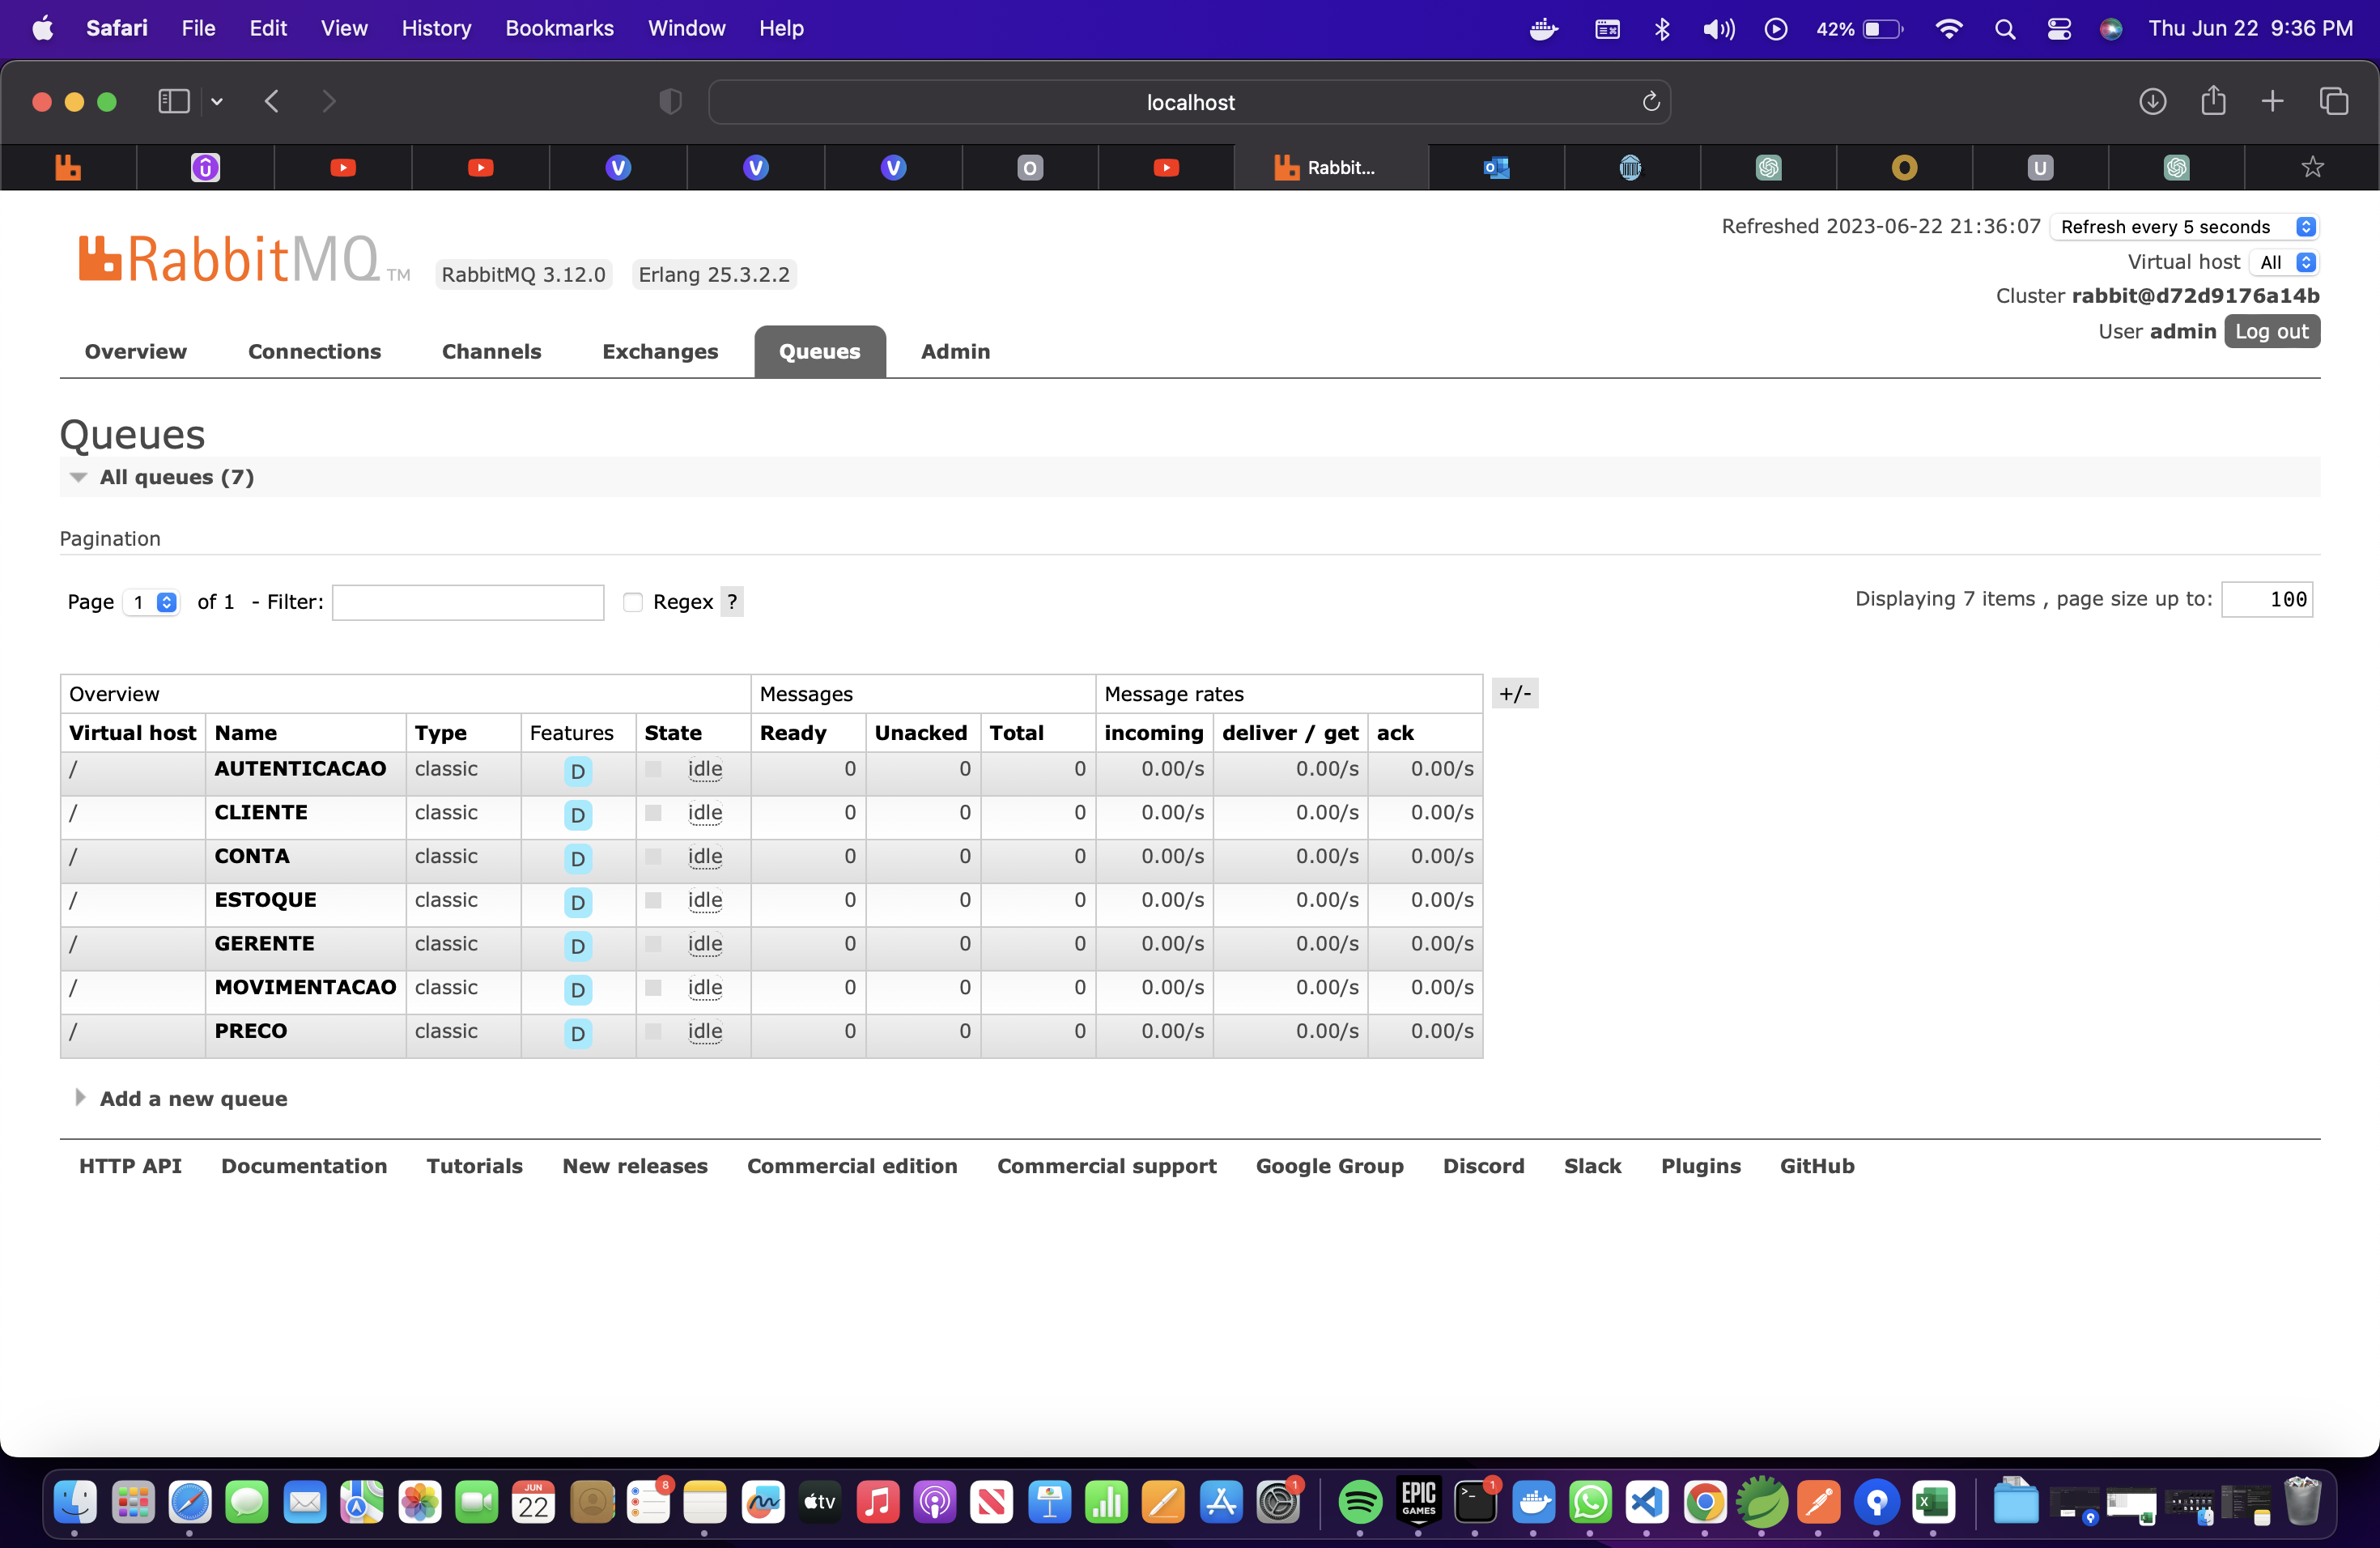 Safari File Edit View History Bookmarks Window Help 42% Thu Jun 22 9:36 PM
localhost
V V V O Rabbit... O U
RabbitMQ TM RabbitMQ 3.12.0 Erlang 25.3.2.2
Refreshed 2023-06-22 21:36:07 Refresh every 5 seconds
Virtual host All
Cluster rabbit@d72d9176a14b
User admin Log out
Overview Connections Channels Exchanges Queues Admin
Queues
All queues (7)
Pagination
Page 1 of 1 - Filter: Regex ? Displaying 7 items , page size up to: 100
Overview Messages Message rates +/-
Virtual host Name Type Features State Ready Unacked Total incoming deliver / get ack
/ AUTENTICACAO classic D idle 0 0 0 0.00/s 0.00/s 0.00/s
/ CLIENTE classic D idle 0 0 0 0.00/s 0.00/s 0.00/s
/ CONTA classic D idle 0 0 0 0.00/s 0.00/s 0.00/s
/ ESTOQUE classic D idle 0 0 0 0.00/s 0.00/s 0.00/s
/ GERENTE classic D idle 0 0 0 0.00/s 0.00/s 0.00/s
/ MOVIMENTACAO classic D idle 0 0 0 0.00/s 0.00/s 0.00/s
/ PRECO classic D idle 0 0 0 0.00/s 0.00/s 0.00/s
Add a new queue
HTTP API Documentation Tutorials New releases Commercial edition Commercial support Google Group Discord Slack Plugins GitHub
JUN 22 8 tv 1 EPIC GAMES >_ 1 X